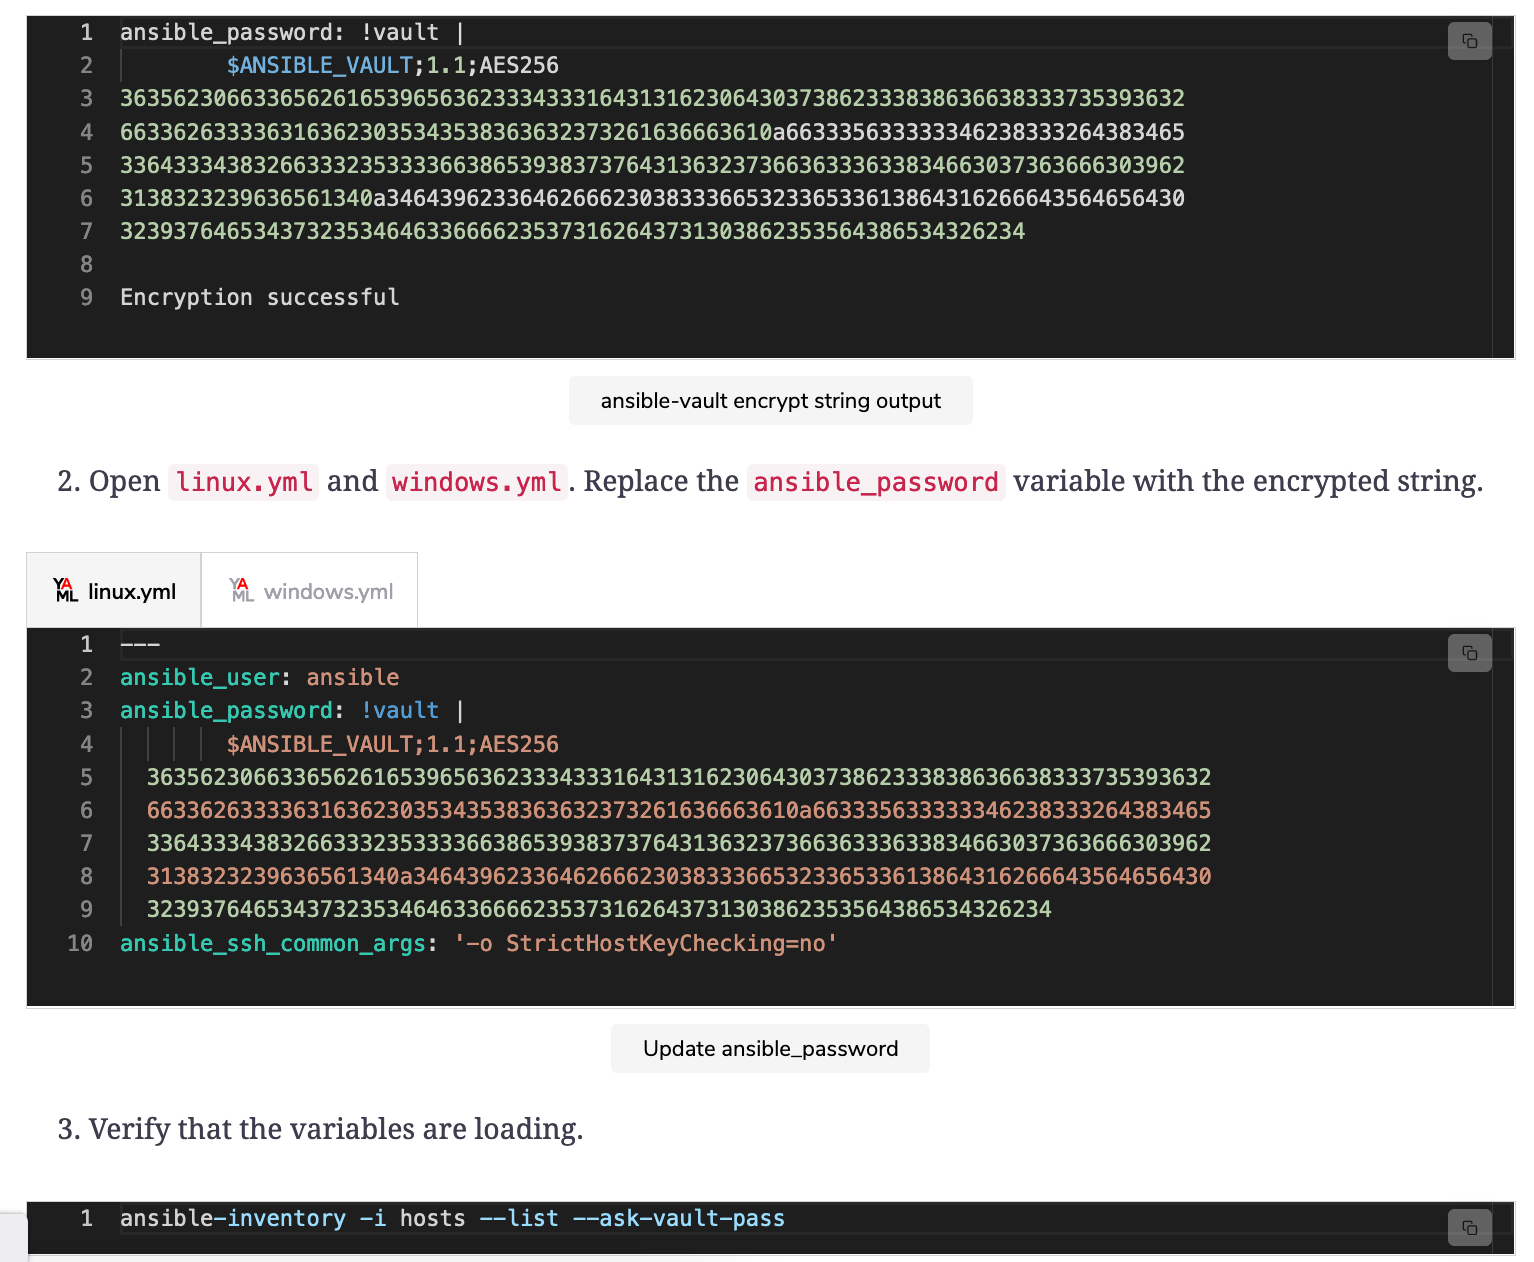 1 ansible_password: !vault |
2 $ANSIBLE_VAULT;1.1;AES256
3 36356230663365626165396563623334333164313162306430373862333838636638333735393632
4 6633626333363163623035343538363632373261636663610a663335633333346238333264383465
5 33643334383266333235333366386539383737643136323736636333633834663037363666303962
6 3138323239636561340a346439623364626662303833366532336533613864316266643564656430
7 32393764653437323534646336666235373162643731303862353564386534326234
8
9 Encryption successful
ansible-vault encrypt string output
2. Open linux.yml and windows.yml. Replace the ansible_password variable with the encrypted string.
YAML linux.yml YAML windows.yml
1 ---
2 ansible_user: ansible
3 ansible_password: !vault |
4 $ANSIBLE_VAULT;1.1;AES256
5 36356230663365626165396563623334333164313162306430373862333838636638333735393632
6 6633626333363163623035343538363632373261636663610a663335633333346238333264383465
7 33643334383266333235333366386539383737643136323736636333633834663037363666303962
8 3138323239636561340a346439623364626662303833366532336533613864316266643564656430
9 32393764653437323534646336666235373162643731303862353564386534326234
10 ansible_ssh_common_args: '-o StrictHostKeyChecking=no'
Update ansible_password
3. Verify that the variables are loading.
1 ansible-inventory -i hosts --list --ask-vault-pass